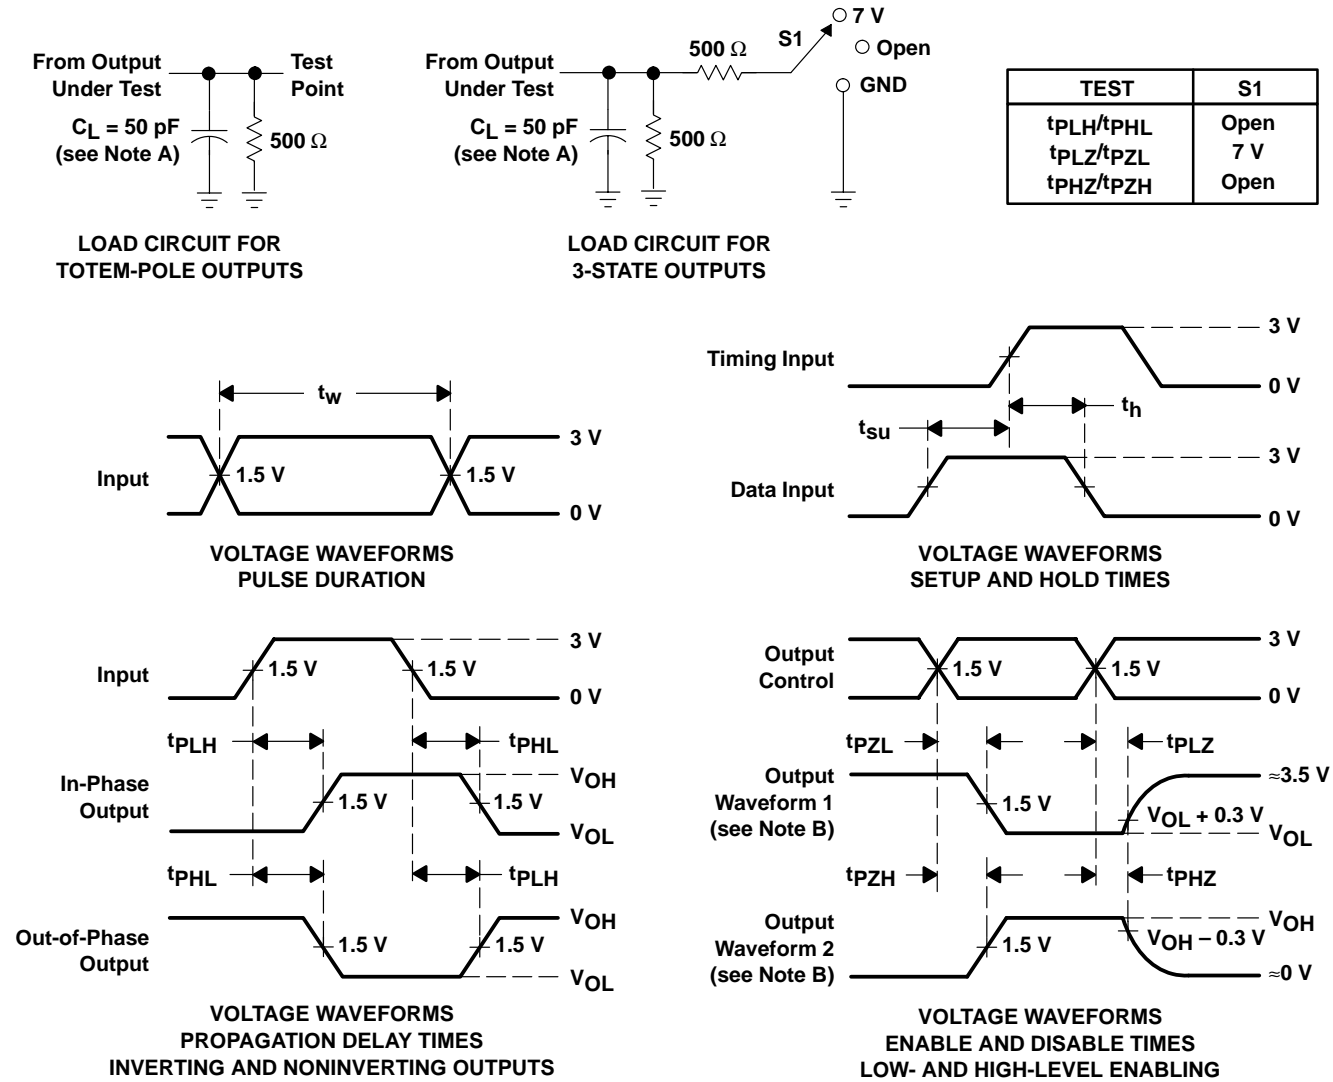 From Output
Under Test
Test
Point
CL = 50 pF
(see Note A)
500 Ω
LOAD CIRCUIT FOR
TOTEM-POLE OUTPUTS
From Output
Under Test
CL = 50 pF
(see Note A)
500 Ω
500 Ω
S1
7 V
Open
GND
LOAD CIRCUIT FOR
3-STATE OUTPUTS
TEST S1
tPLH/tPHL Open
tPLZ/tPZL 7 V
tPHZ/tPZH Open
tw
Input
1.5 V
1.5 V
3 V
0 V
VOLTAGE WAVEFORMS
PULSE DURATION
Timing Input
3 V
0 V
th
tsu
Data Input
3 V
0 V
VOLTAGE WAVEFORMS
SETUP AND HOLD TIMES
Input
1.5 V
1.5 V
3 V
0 V
tPLH
tPHL
In-Phase
Output
1.5 V
1.5 V
VOH
VOL
tPHL
tPLH
Out-of-Phase
Output
1.5 V
1.5 V
VOH
VOL
VOLTAGE WAVEFORMS
PROPAGATION DELAY TIMES
INVERTING AND NONINVERTING OUTPUTS
Output
Control
1.5 V
1.5 V
3 V
0 V
tPZL
tPLZ
Output
Waveform 1
(see Note B)
1.5 V
VOL + 0.3 V
≈3.5 V
VOL
tPZH
tPHZ
Output
Waveform 2
(see Note B)
1.5 V
VOH − 0.3 V
VOH
≈0 V
VOLTAGE WAVEFORMS
ENABLE AND DISABLE TIMES
LOW- AND HIGH-LEVEL ENABLING